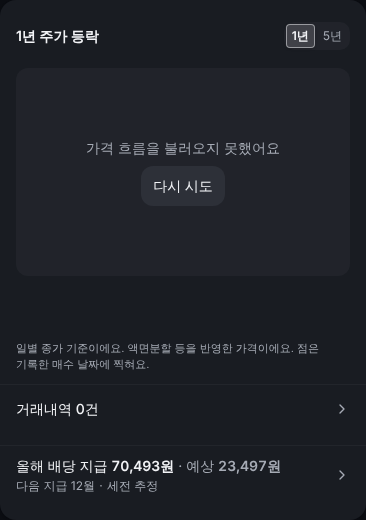 1년 주가 등락
1년 5년
가격 흐름을 불러오지 못했어요
다시 시도
일별 종가 기준이에요. 액면분할 등을 반영한 가격이에요. 점은
기록한 매수 날짜에 찍혀요.
거래내역 0건
올해 배당 지급 70,493원 · 예상 23,497원
다음 지급 12월 · 세전 추정